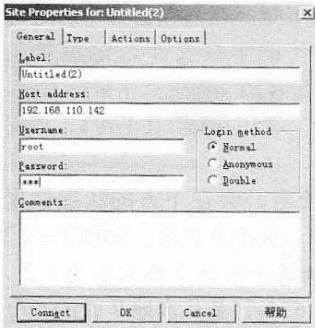 Site Properties for: Untitled(2)
General Type Actions Options
Label:
Untitled(2)
Host address:
192.168.110.142
Username:
root
Login method
Normal
Password:
Anonymous
***
Double
Comments:
Connect OK Cancel 帮助